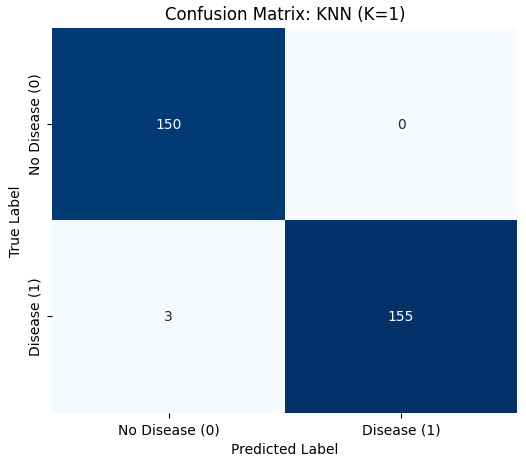 Confusion Matrix: KNN (K=1)
True Label
No Disease (0)
150
0
Disease (1)
3
155
No Disease (0)
Disease (1)
Predicted Label